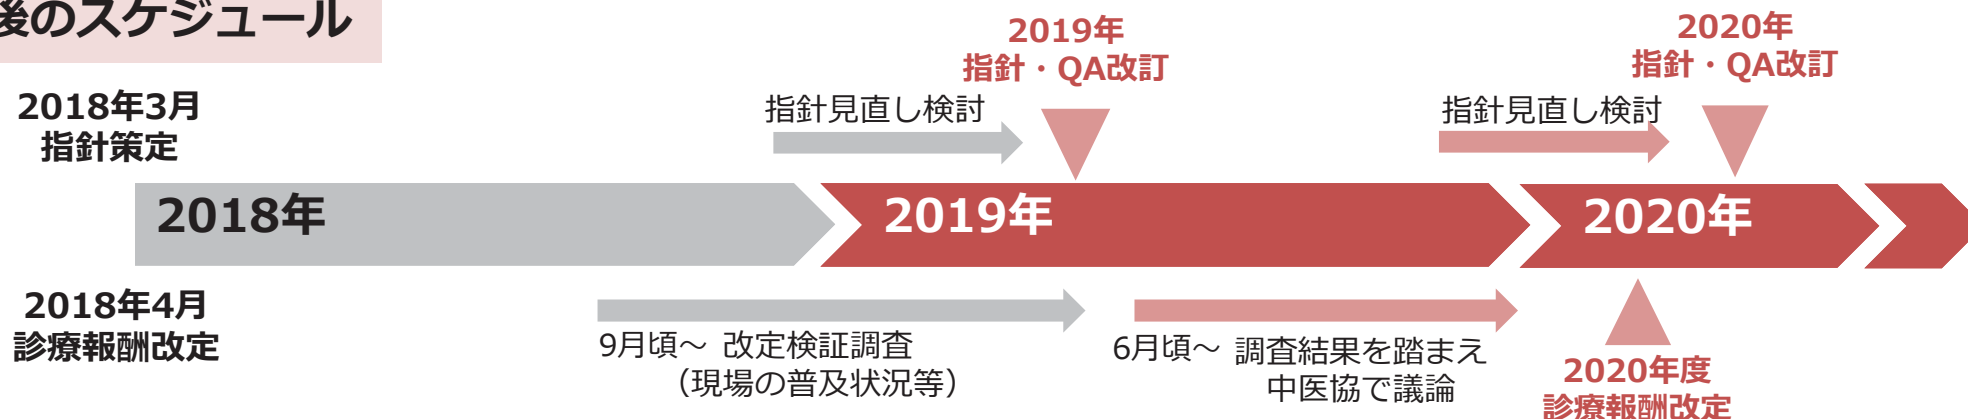 後のスケジュール
2019年
指針・QA改訂
2020年
指針・QA改訂
2018年3月
指針策定
指針見直し検討
指針見直し検討
2018年
2019年
2020年
2018年4月
診療報酬改定
9月頃～ 改定検証調査
（現場の普及状況等）
6月頃～ 調査結果を踏まえ
中医協で議論
2020年度
診療報酬改定